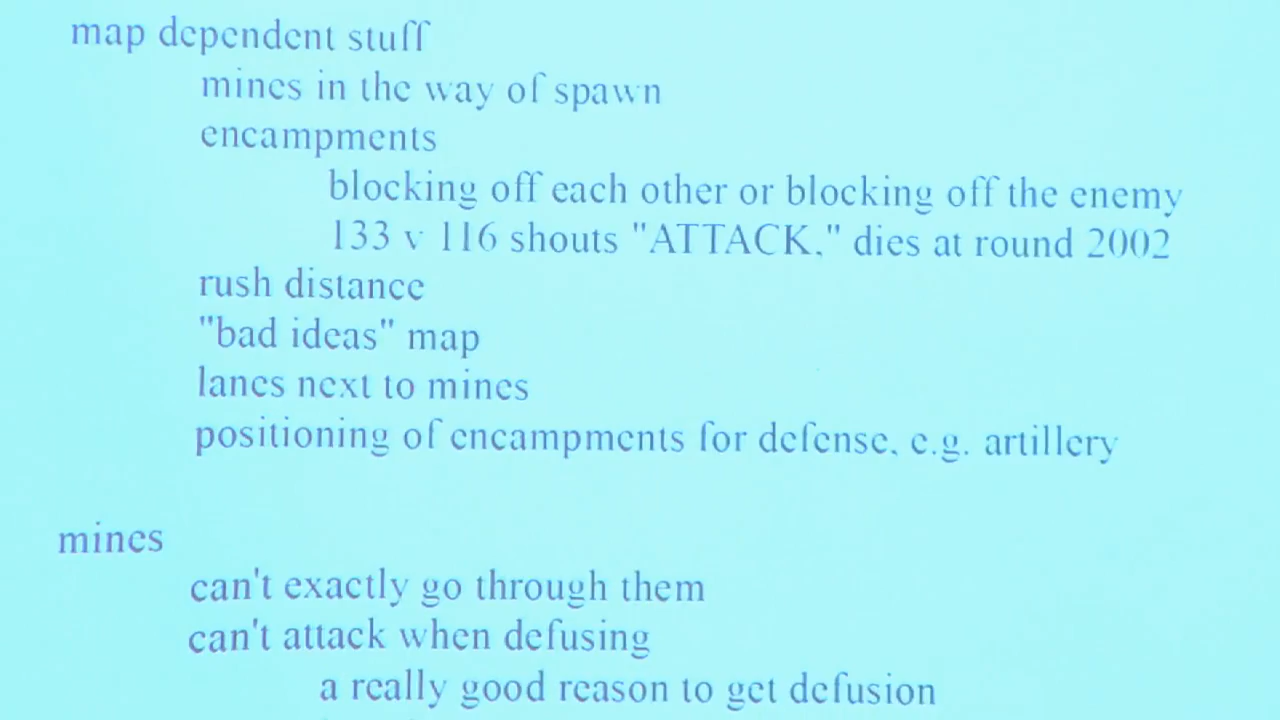 map dependent stuff
mines in the way of spawn
encampments
blocking off each other or blocking off the enemy
133 v 116 shouts "ATTACK," dies at round 2002
rush distance
"bad ideas" map
lanes next to mines
positioning of encampments for defense, e.g. artillery
mines
can't exactly go through them
can't attack when defusing
a really good reason to get defusion